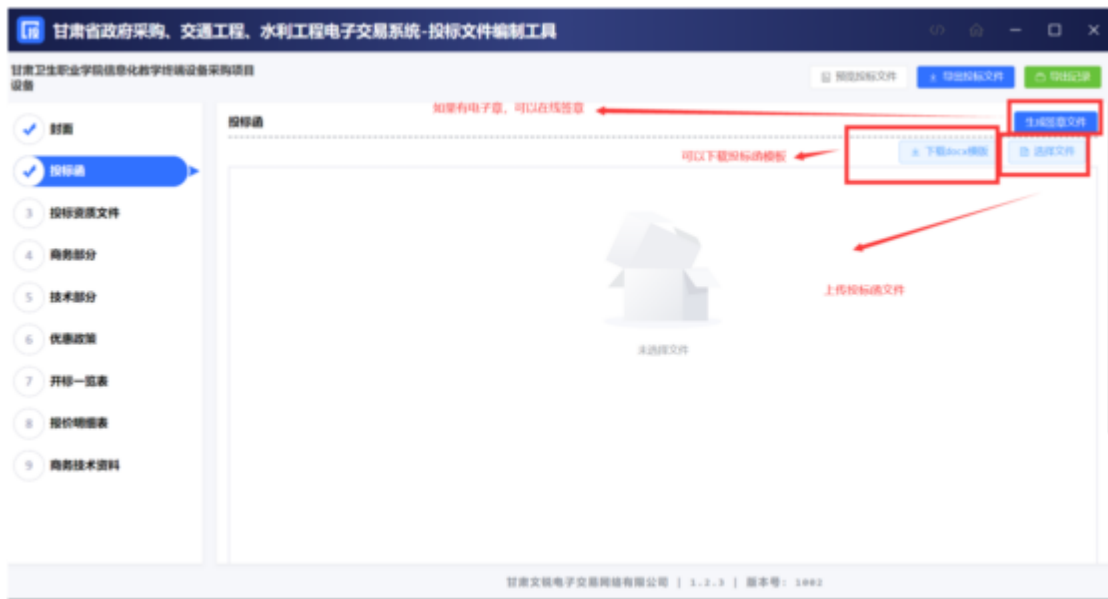 甘肃省政府采购、交通工程、水利工程电子交易系统-投标文件编制工具
甘肃卫生职业学院信息化教学终端设备采购项目
设备
预览投标文件
导出投标文件
导出记录
如果有电子章，可以在线签章
封面
投标函
生成签章文件
可以下载投标函模板
下载docx模板
选择文件
投标函
3 投标资质文件
4 商务部分
5 技术部分
上传投标函文件
6 优惠政策
未选择文件
7 开标一览表
8 报价明细表
9 商务技术资料
甘肃文锐电子交易网络有限公司 | 1.2.3 | 版本号: 1002